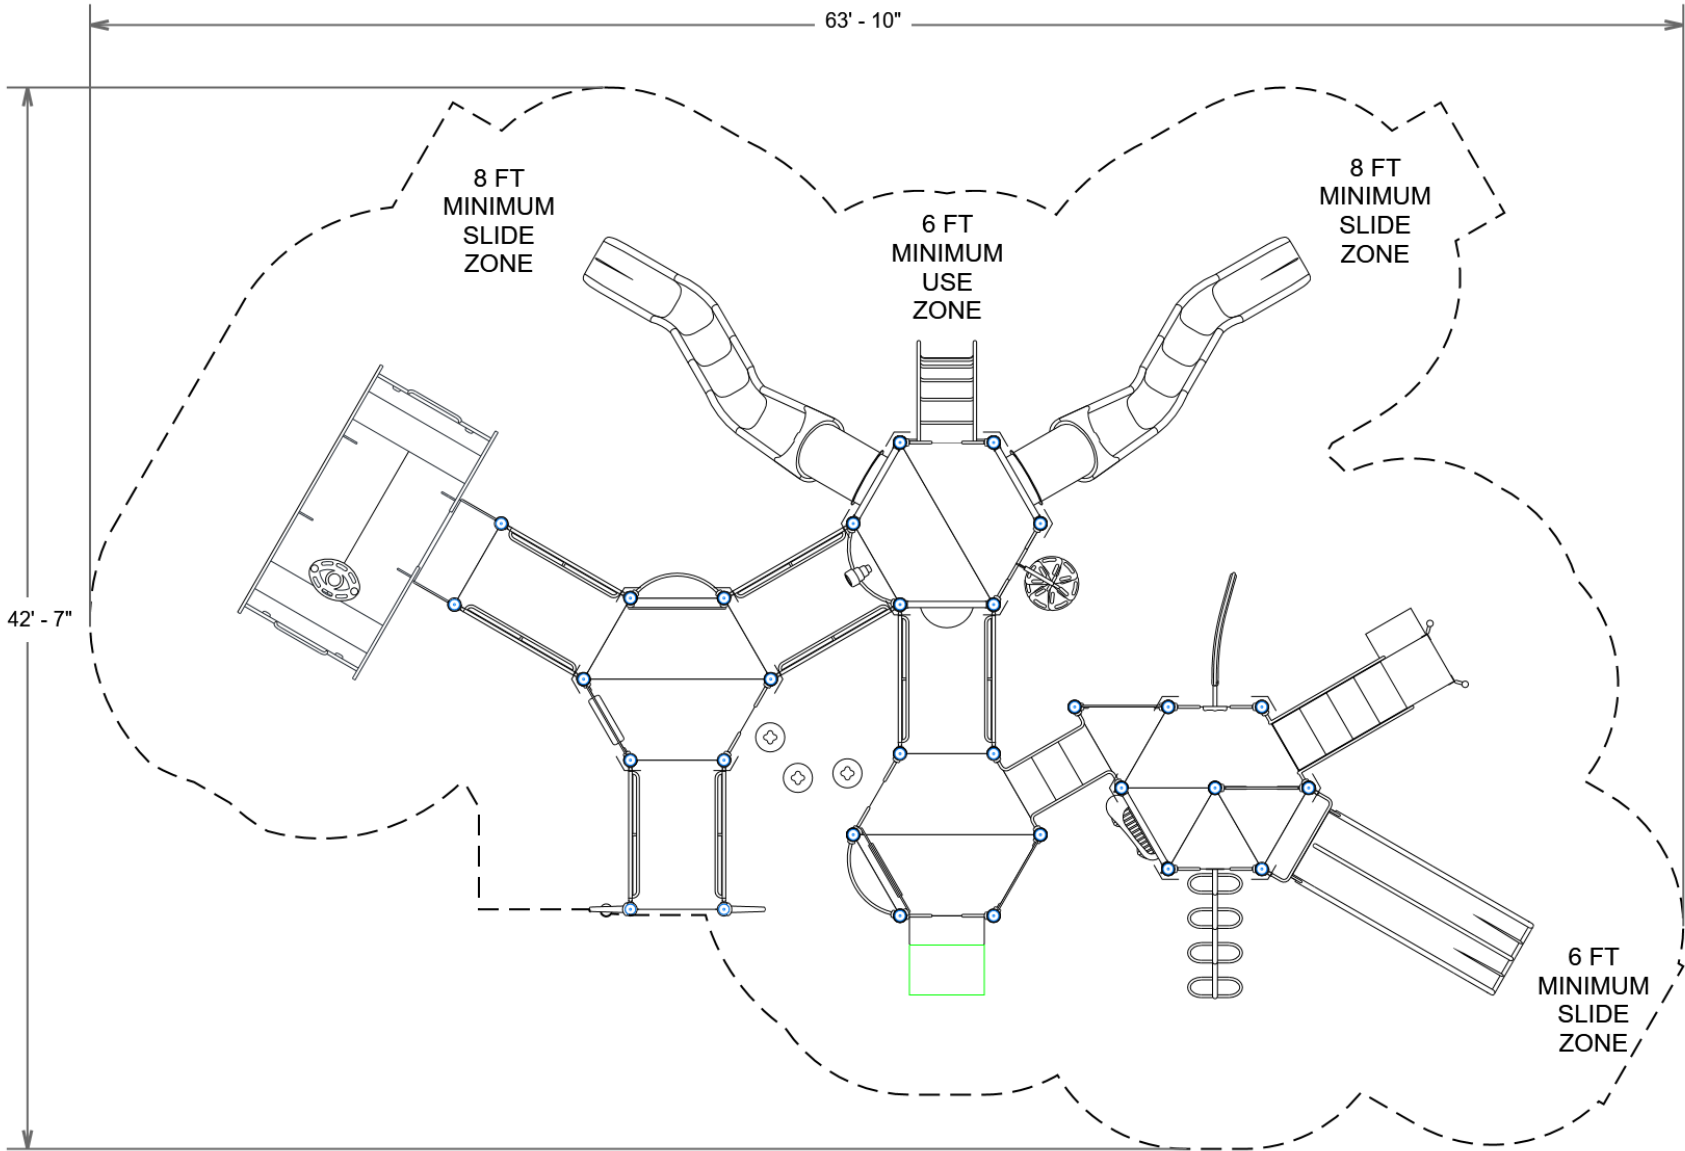 63' - 10"
8 FT
MINIMUM
SLIDE
ZONE
6 FT
MINIMUM
USE
ZONE
8 FT
MINIMUM
SLIDE
ZONE
42' - 7"
6 FT
MINIMUM
SLIDE
ZONE